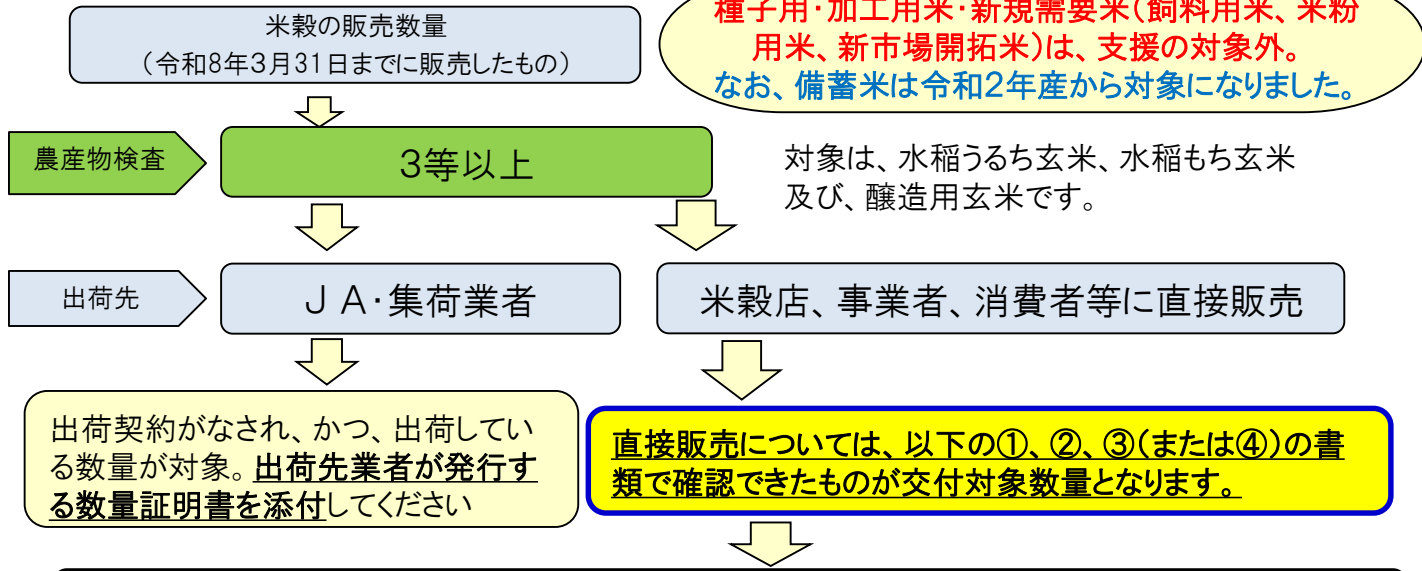 米穀の販売数量
（令和8年3月31日までに販売したもの）
種子用・加工用米・新規需要米（飼料用米、米粉
用米、新市場開拓米）は、支援の対象外。
なお、備蓄米は令和2年産から対象になりました。
農産物検査
3等以上
対象は、水稲うるち玄米、水稲もち玄米
及び、醸造用玄米です。
出荷先
ＪＡ・集荷業者
米穀店、事業者、消費者等に直接販売
出荷契約がなされ、かつ、出荷してい
る数量が対象。出荷先業者が発行す
る数量証明書を添付してください
直接販売については、以下の①、②、③（または④）の書
類で確認できたものが交付対象数量となります。